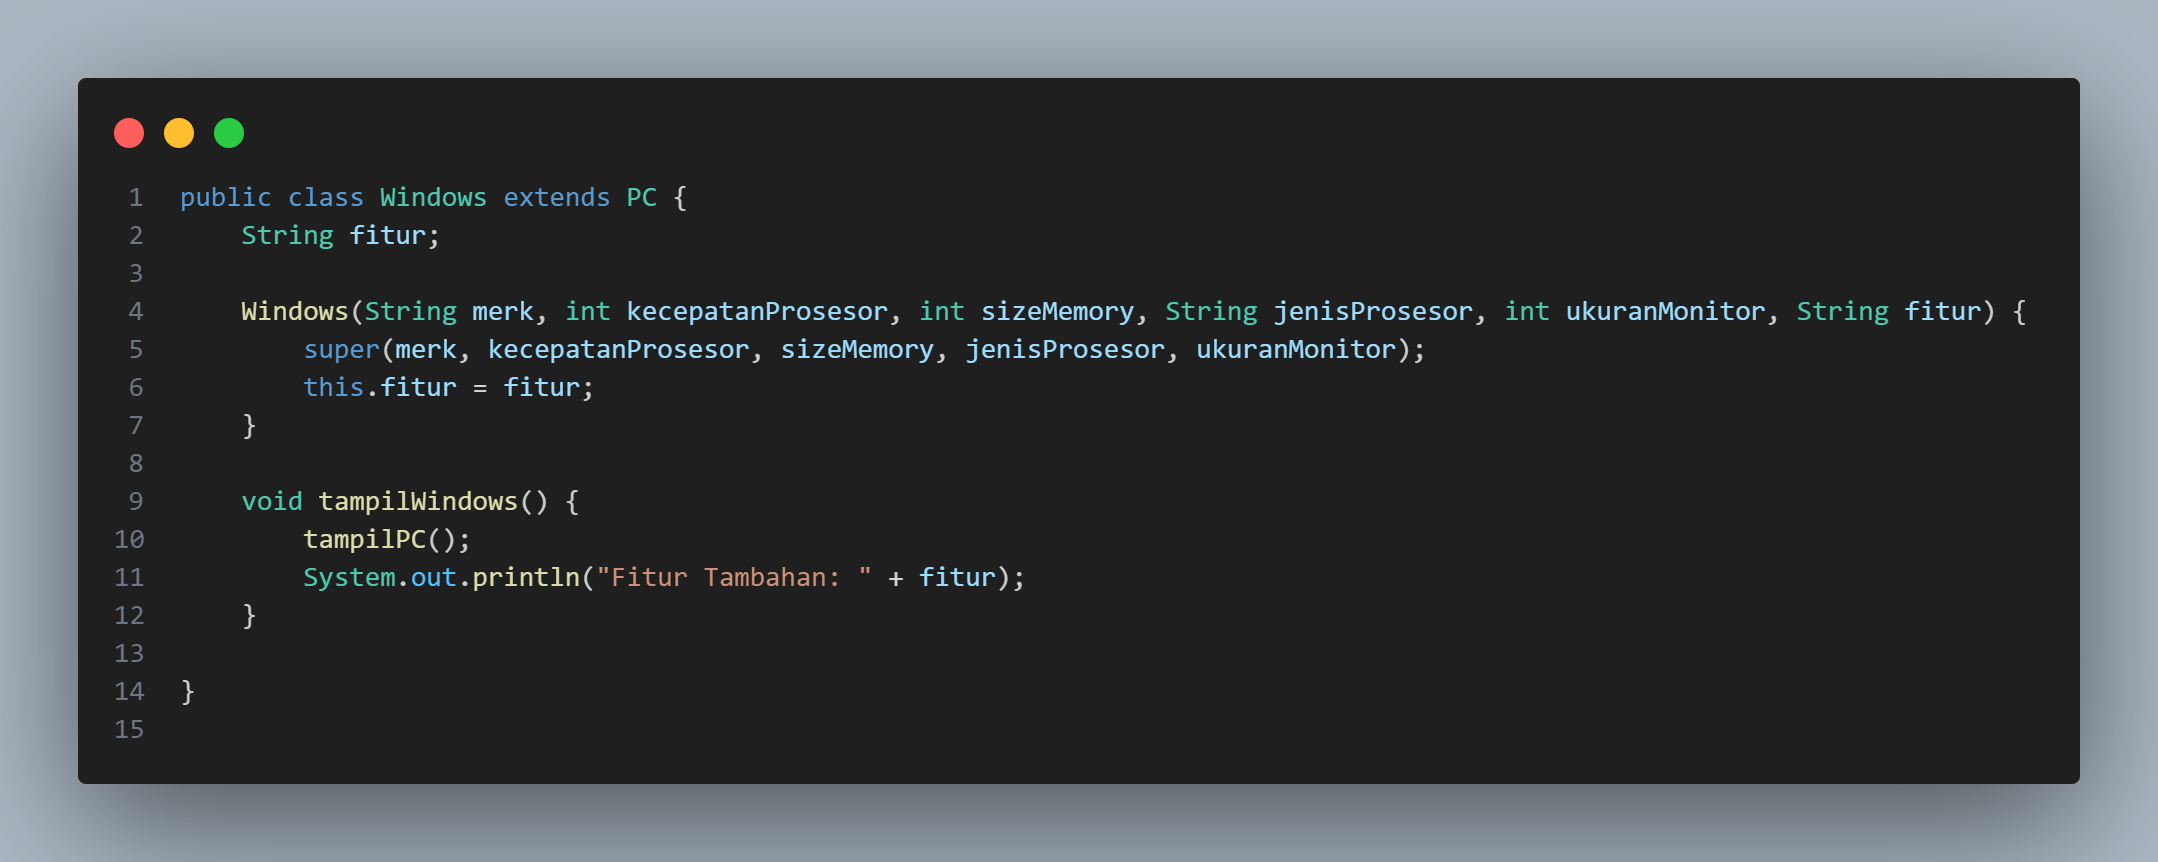 1 public class Windows extends PC {
2     String fitur;
3
4     Windows(String merk, int kecepatanProsesor, int sizeMemory, String jenisProsesor, int ukuranMonitor, String fitur) {
5         super(merk, kecepatanProsesor, sizeMemory, jenisProsesor, ukuranMonitor);
6         this.fitur = fitur;
7     }
8
9     void tampilWindows() {
10         tampilPC();
11         System.out.println("Fitur Tambahan: " + fitur);
12     }
13
14 }
15